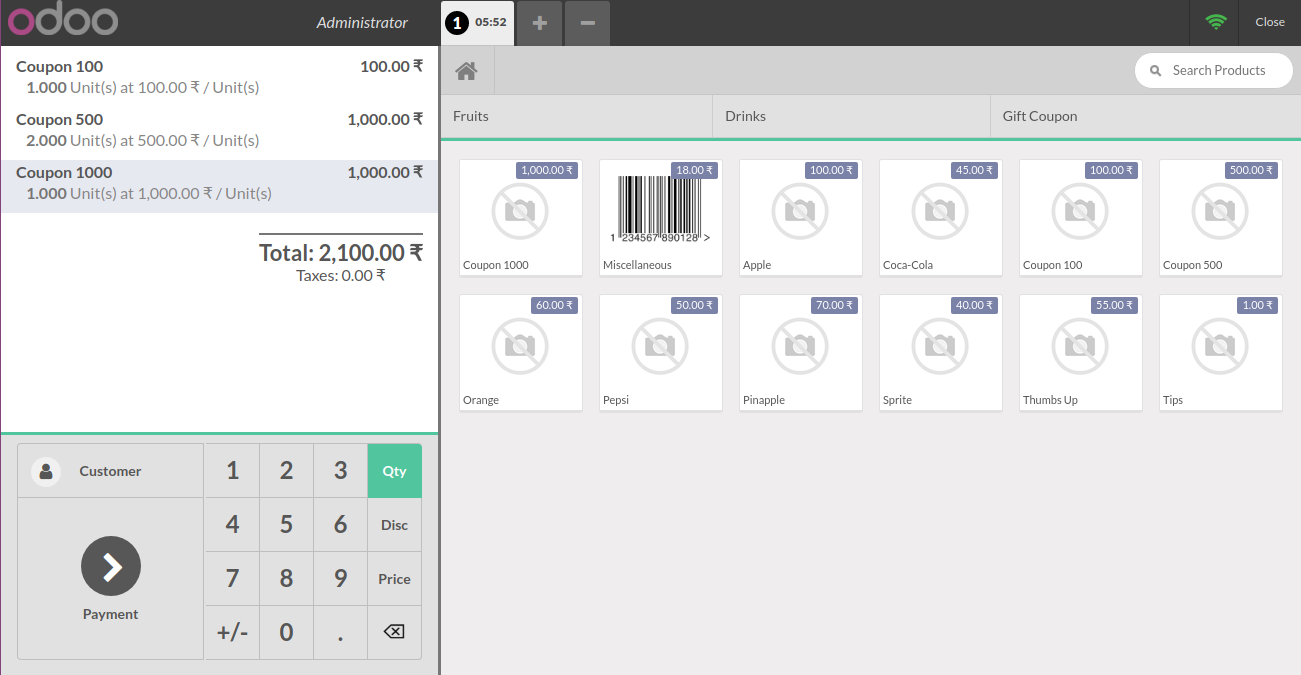 odoo
Administrator
1 05:52
+
−
Close
Coupon 100 100.00 ₹
1.000 Unit(s) at 100.00 ₹ / Unit(s)
Coupon 500 1,000.00 ₹
2.000 Unit(s) at 500.00 ₹ / Unit(s)
Coupon 1000 1,000.00 ₹
1.000 Unit(s) at 1,000.00 ₹ / Unit(s)
Total: 2,100.00 ₹
Taxes: 0.00 ₹
Customer
Payment
1 2 3 Qty
4 5 6 Disc
7 8 9 Price
+/- 0 .
Search Products
Fruits Drinks Gift Coupon
1,000.00 ₹
Coupon 1000
18.00 ₹
1 234567 890128 >
Miscellaneous
100.00 ₹
Apple
45.00 ₹
Coca-Cola
100.00 ₹
Coupon 100
500.00 ₹
Coupon 500
60.00 ₹
Orange
50.00 ₹
Pepsi
70.00 ₹
Pinapple
40.00 ₹
Sprite
55.00 ₹
Thumbs Up
1.00 ₹
Tips